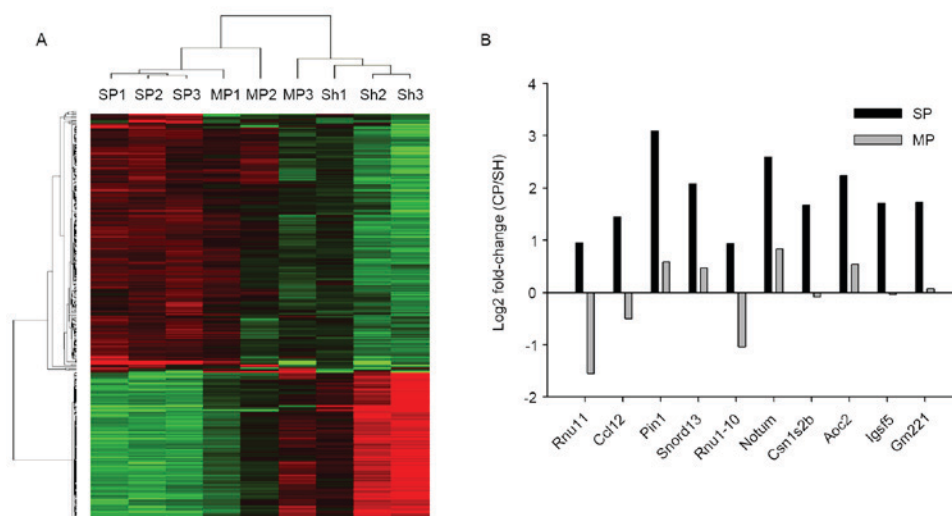 A
SP1 SP2 SP3 MP1 MP2 MP3 Sh1 Sh2 Sh3
B
Log2 fold-change (CP/SH)
4
3
2
1
0
-1
-2
SP
MP
Rnu11
Ccl12
Pin1
Snord13
Rnu1-10
Notum
Csn1s2b
Aoc2
Igsf5
Gm221